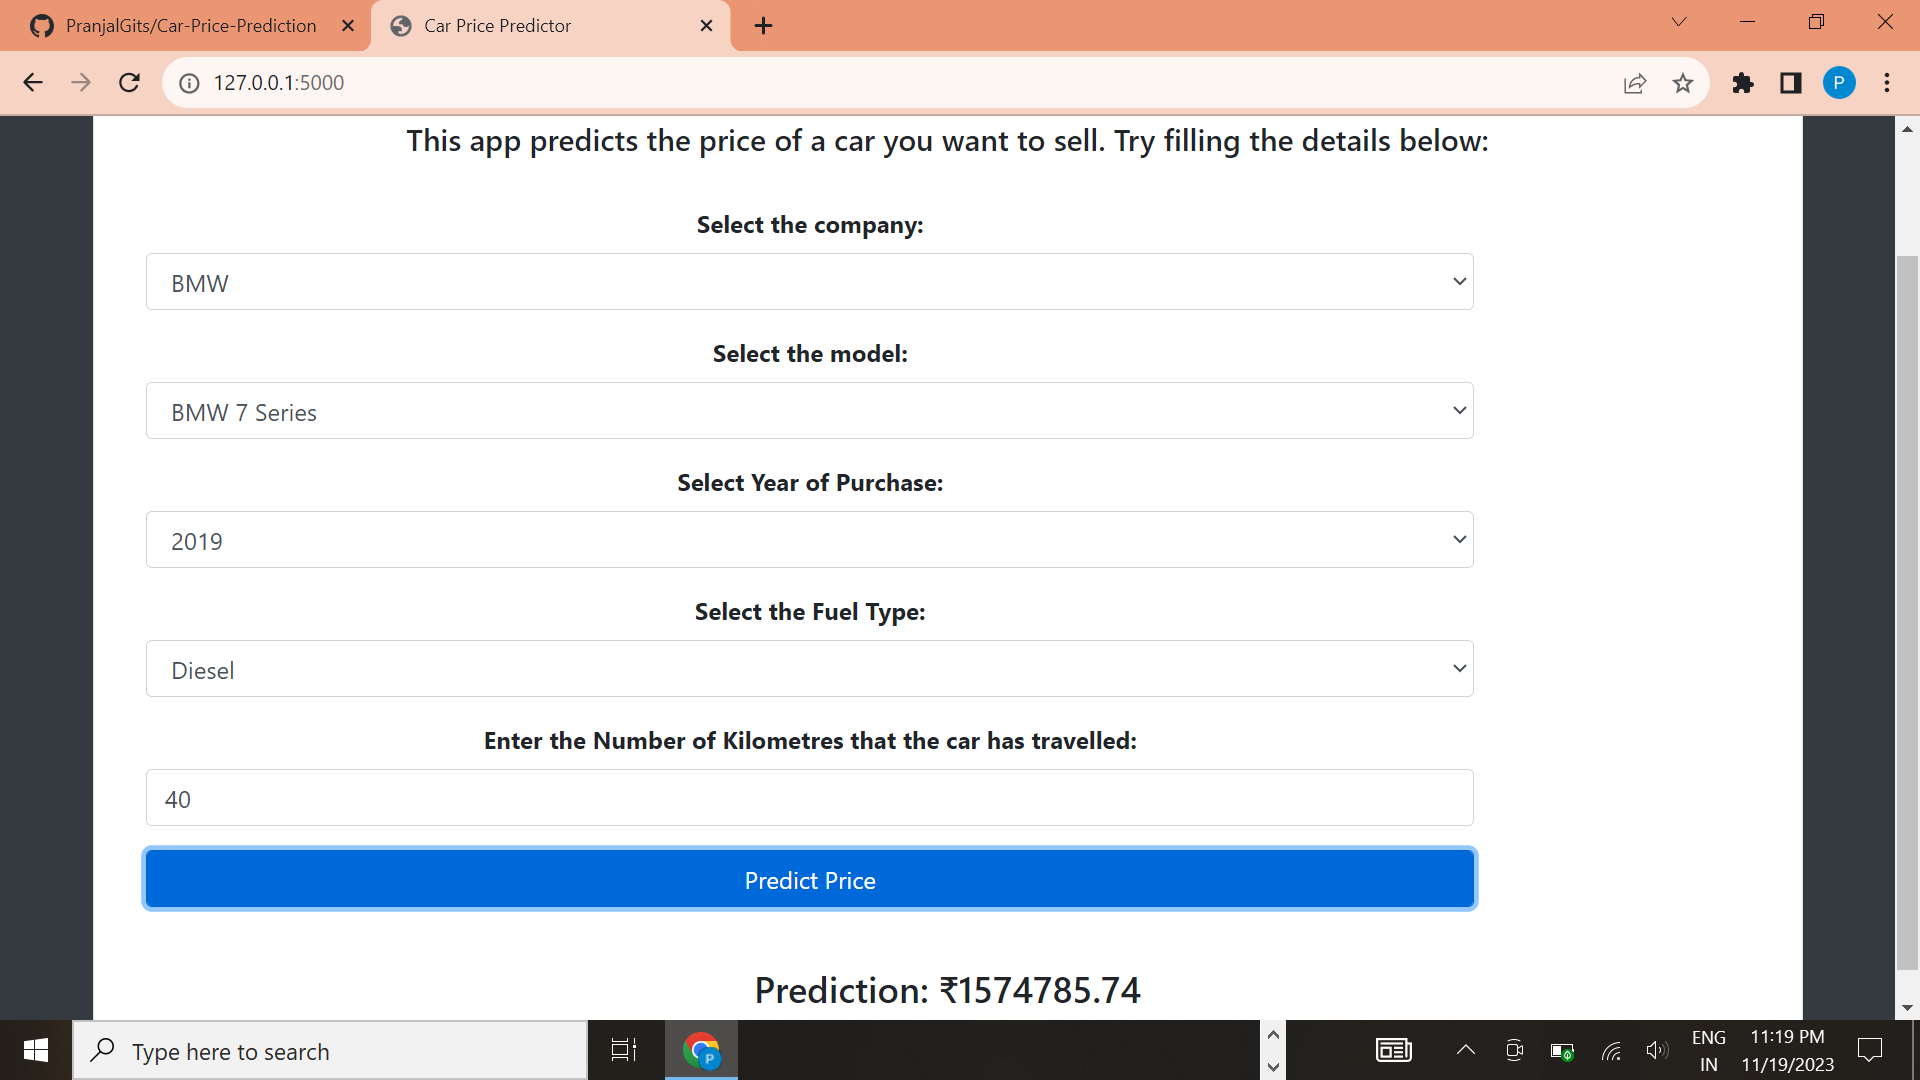 PranjalGits/Car-Price-Prediction
Car Price Predictor
127.0.0.1:5000
P
This app predicts the price of a car you want to sell. Try filling the details below:
Select the company:
BMW
Select the model:
BMW 7 Series
Select Year of Purchase:
2019
Select the Fuel Type:
Diesel
Enter the Number of Kilometres that the car has travelled:
40
Predict Price
Prediction: ₹1574785.74
Type here to search
P
ENG
IN
11:19 PM
11/19/2023